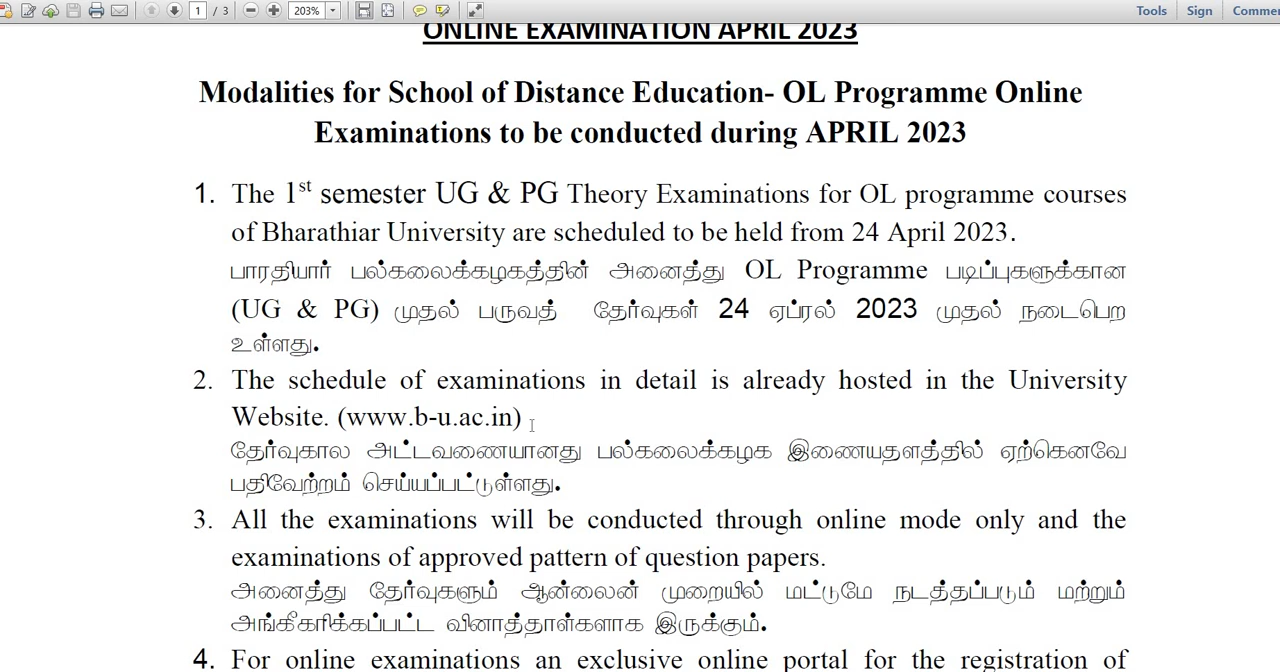 1 / 3 203% Tools Sign Commen
ONLINE EXAMINATION APRIL 2023
Modalities for School of Distance Education- OL Programme Online
Examinations to be conducted during APRIL 2023
1. The 1st semester UG & PG Theory Examinations for OL programme courses
of Bharathiar University are scheduled to be held from 24 April 2023.
பாரதியார் பல்கலைக்கழகத்தின் அனைத்து OL Programme படிப்புகளுக்கான
(UG & PG) முதல் பருவத் தேர்வுகள் 24 ஏப்ரல் 2023 முதல் நடைபெற
உள்ளது.
2. The schedule of examinations in detail is already hosted in the University
Website. (www.b-u.ac.in)
தேர்வுகால அட்டவணையானது பல்கலைக்கழக இணையதளத்தில் ஏற்கெனவே
பதிவேற்றம் செய்யப்பட்டுள்ளது.
3. All the examinations will be conducted through online mode only and the
examinations of approved pattern of question papers.
அனைத்து தேர்வுகளும் ஆன்லைன் முறையில் மட்டுமே நடத்தப்படும் மற்றும்
அங்கீகரிக்கப்பட்ட வினாத்தாள்களாக இருக்கும்.
4. For online examinations an exclusive online portal for the registration of